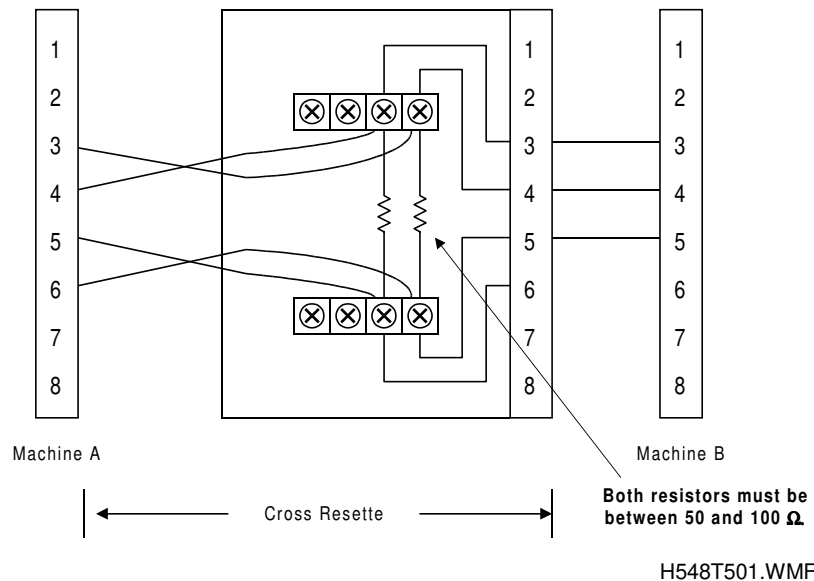 1 1 1
2 2 2
3 3 3
4 4 4
5 5 5
6 6 6
7 7 7
8 8 8
Machine A Machine B
Cross Resette
Both resistors must be
between 50 and 100 Ω.
H548T501.WMF